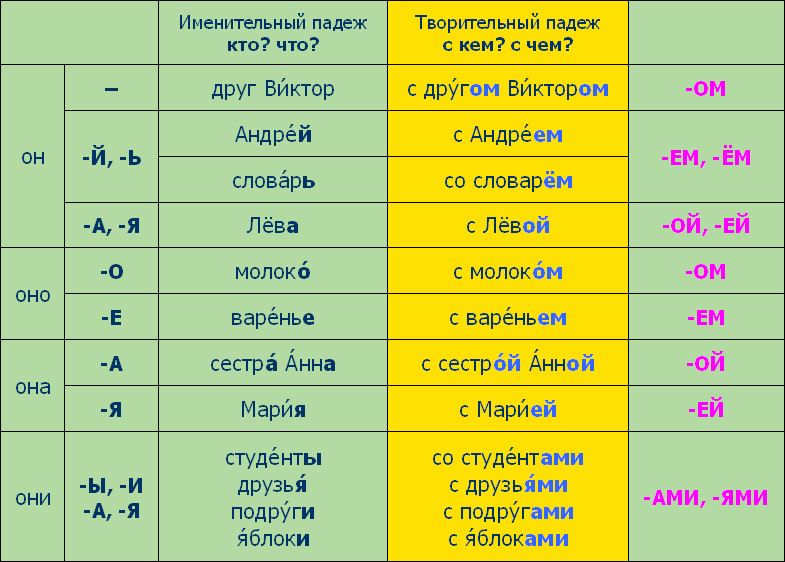 Именительный падеж
кто? что?
Творительный падеж
с кем? с чем?
он
–
друг Ви́ктор
с дру́гом Ви́ктором
-ОМ
-Й, -Ь
Андре́й
с Андре́ем
-ЕМ, -ЁМ
слова́рь
со словарём
-А, -Я
Лёва
с Лёвой
-ОЙ, -ЕЙ
оно
-О
молоко́
с молоко́м
-ОМ
-Е
варе́нье
с варе́ньем
-ЕМ
она
-А
сестра́ А́нна
с сестро́й А́нной
-ОЙ
-Я
Мари́я
с Мари́ей
-ЕЙ
они
-Ы, -И
-А, -Я
студе́нты
друзья́
подру́ги
я́блоки
со студе́нтами
с друзья́ми
с подру́гами
с я́блоками
-АМИ, -ЯМИ